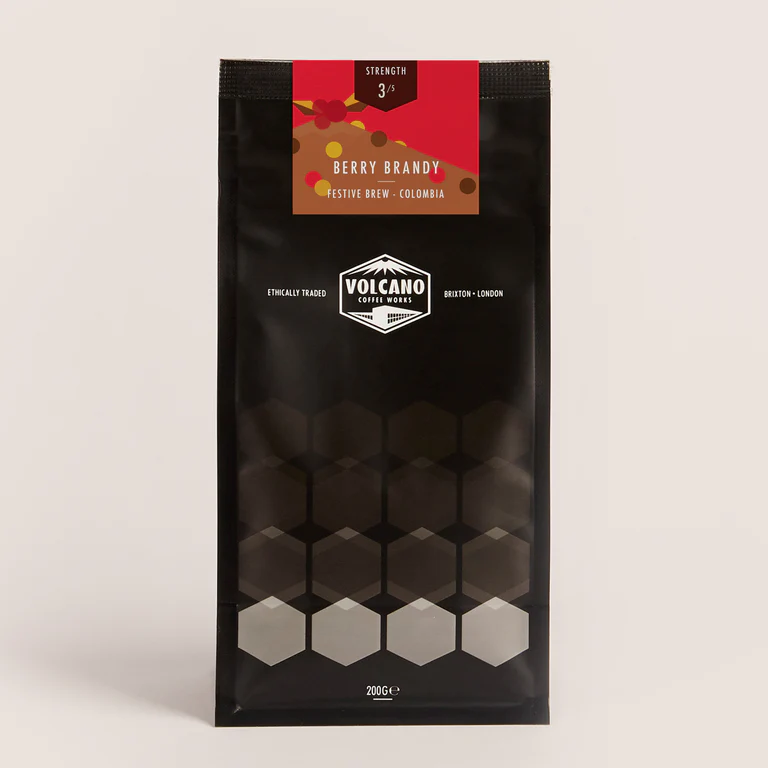 STRENGTH
3/5
BERRY BRANDY
FESTIVE BREW - COLOMBIA
ETHICALLY TRADED
VOLCANO
COFFEE WORKS
BRIXTON • LONDON
200G℮